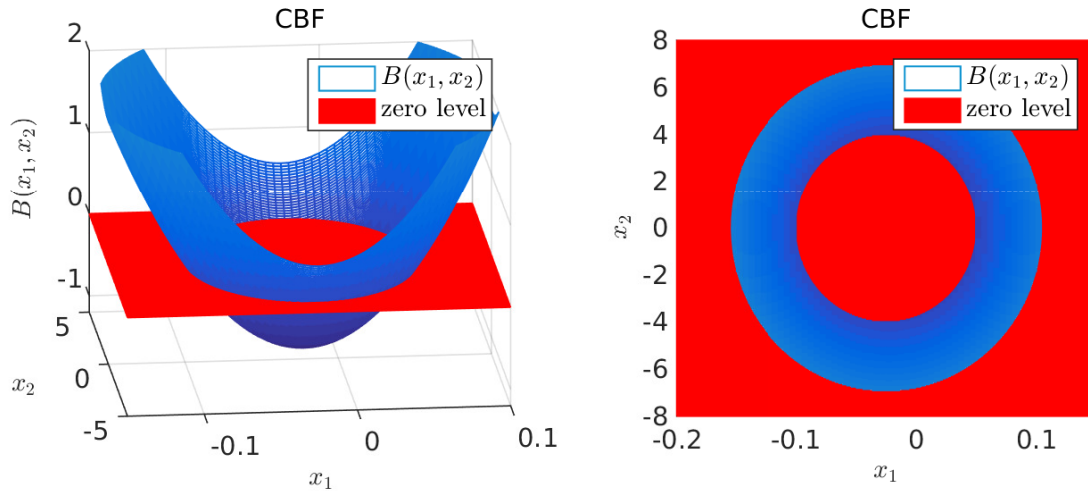 CBF
2
1
0
-1
B(x₁, x₂)
B(x₁, x₂)
zero level
5
0
-5
x₂
-0.1
0
0.1
x₁
CBF
8
6
4
2
0
-2
-4
-6
-8
x₂
B(x₁, x₂)
zero level
-0.2
-0.1
0
0.1
x₁